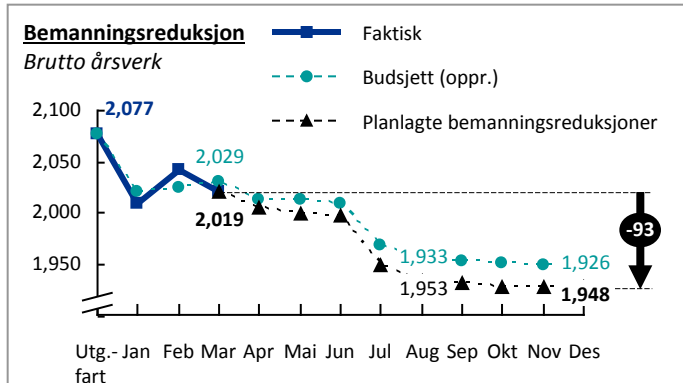 Bemanningsreduksjon
Brutto årsverk
Faktisk
Budsjett (oppr.)
Planlagte bemanningsreduksjoner
2,100
2,050
2,000
1,950
2,077
2,029
2,019
1,933
1,953
1,926
1,948
-93
Utg.- Jan Feb Mar Apr Mai Jun Jul Aug Sep Okt Nov Des
fart